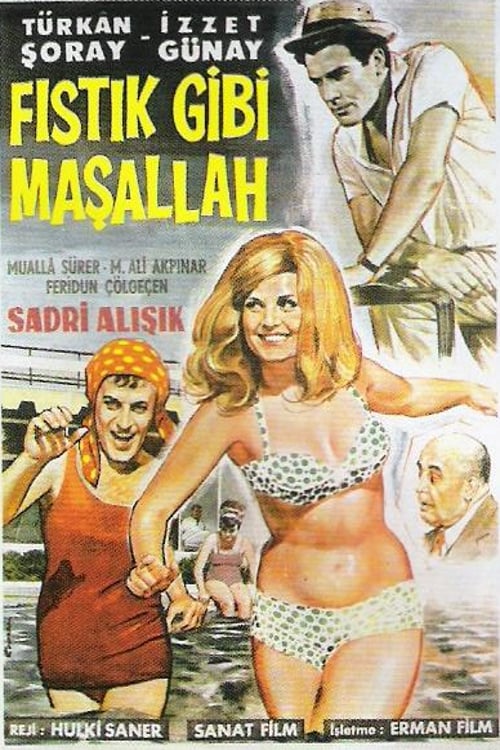 TÜRKÂN - İZZET
ŞORAY GÜNAY
FISTIK GİBİ
MAŞALLAH
MUALLÂ SÜRER - M. ALİ AKPINAR
FERİDUN ÇÖLGEÇEN
SADRİ ALIŞIK
REJİ : HULKİ SANER SANAT FİLM İşletme : ERMAN FİLM